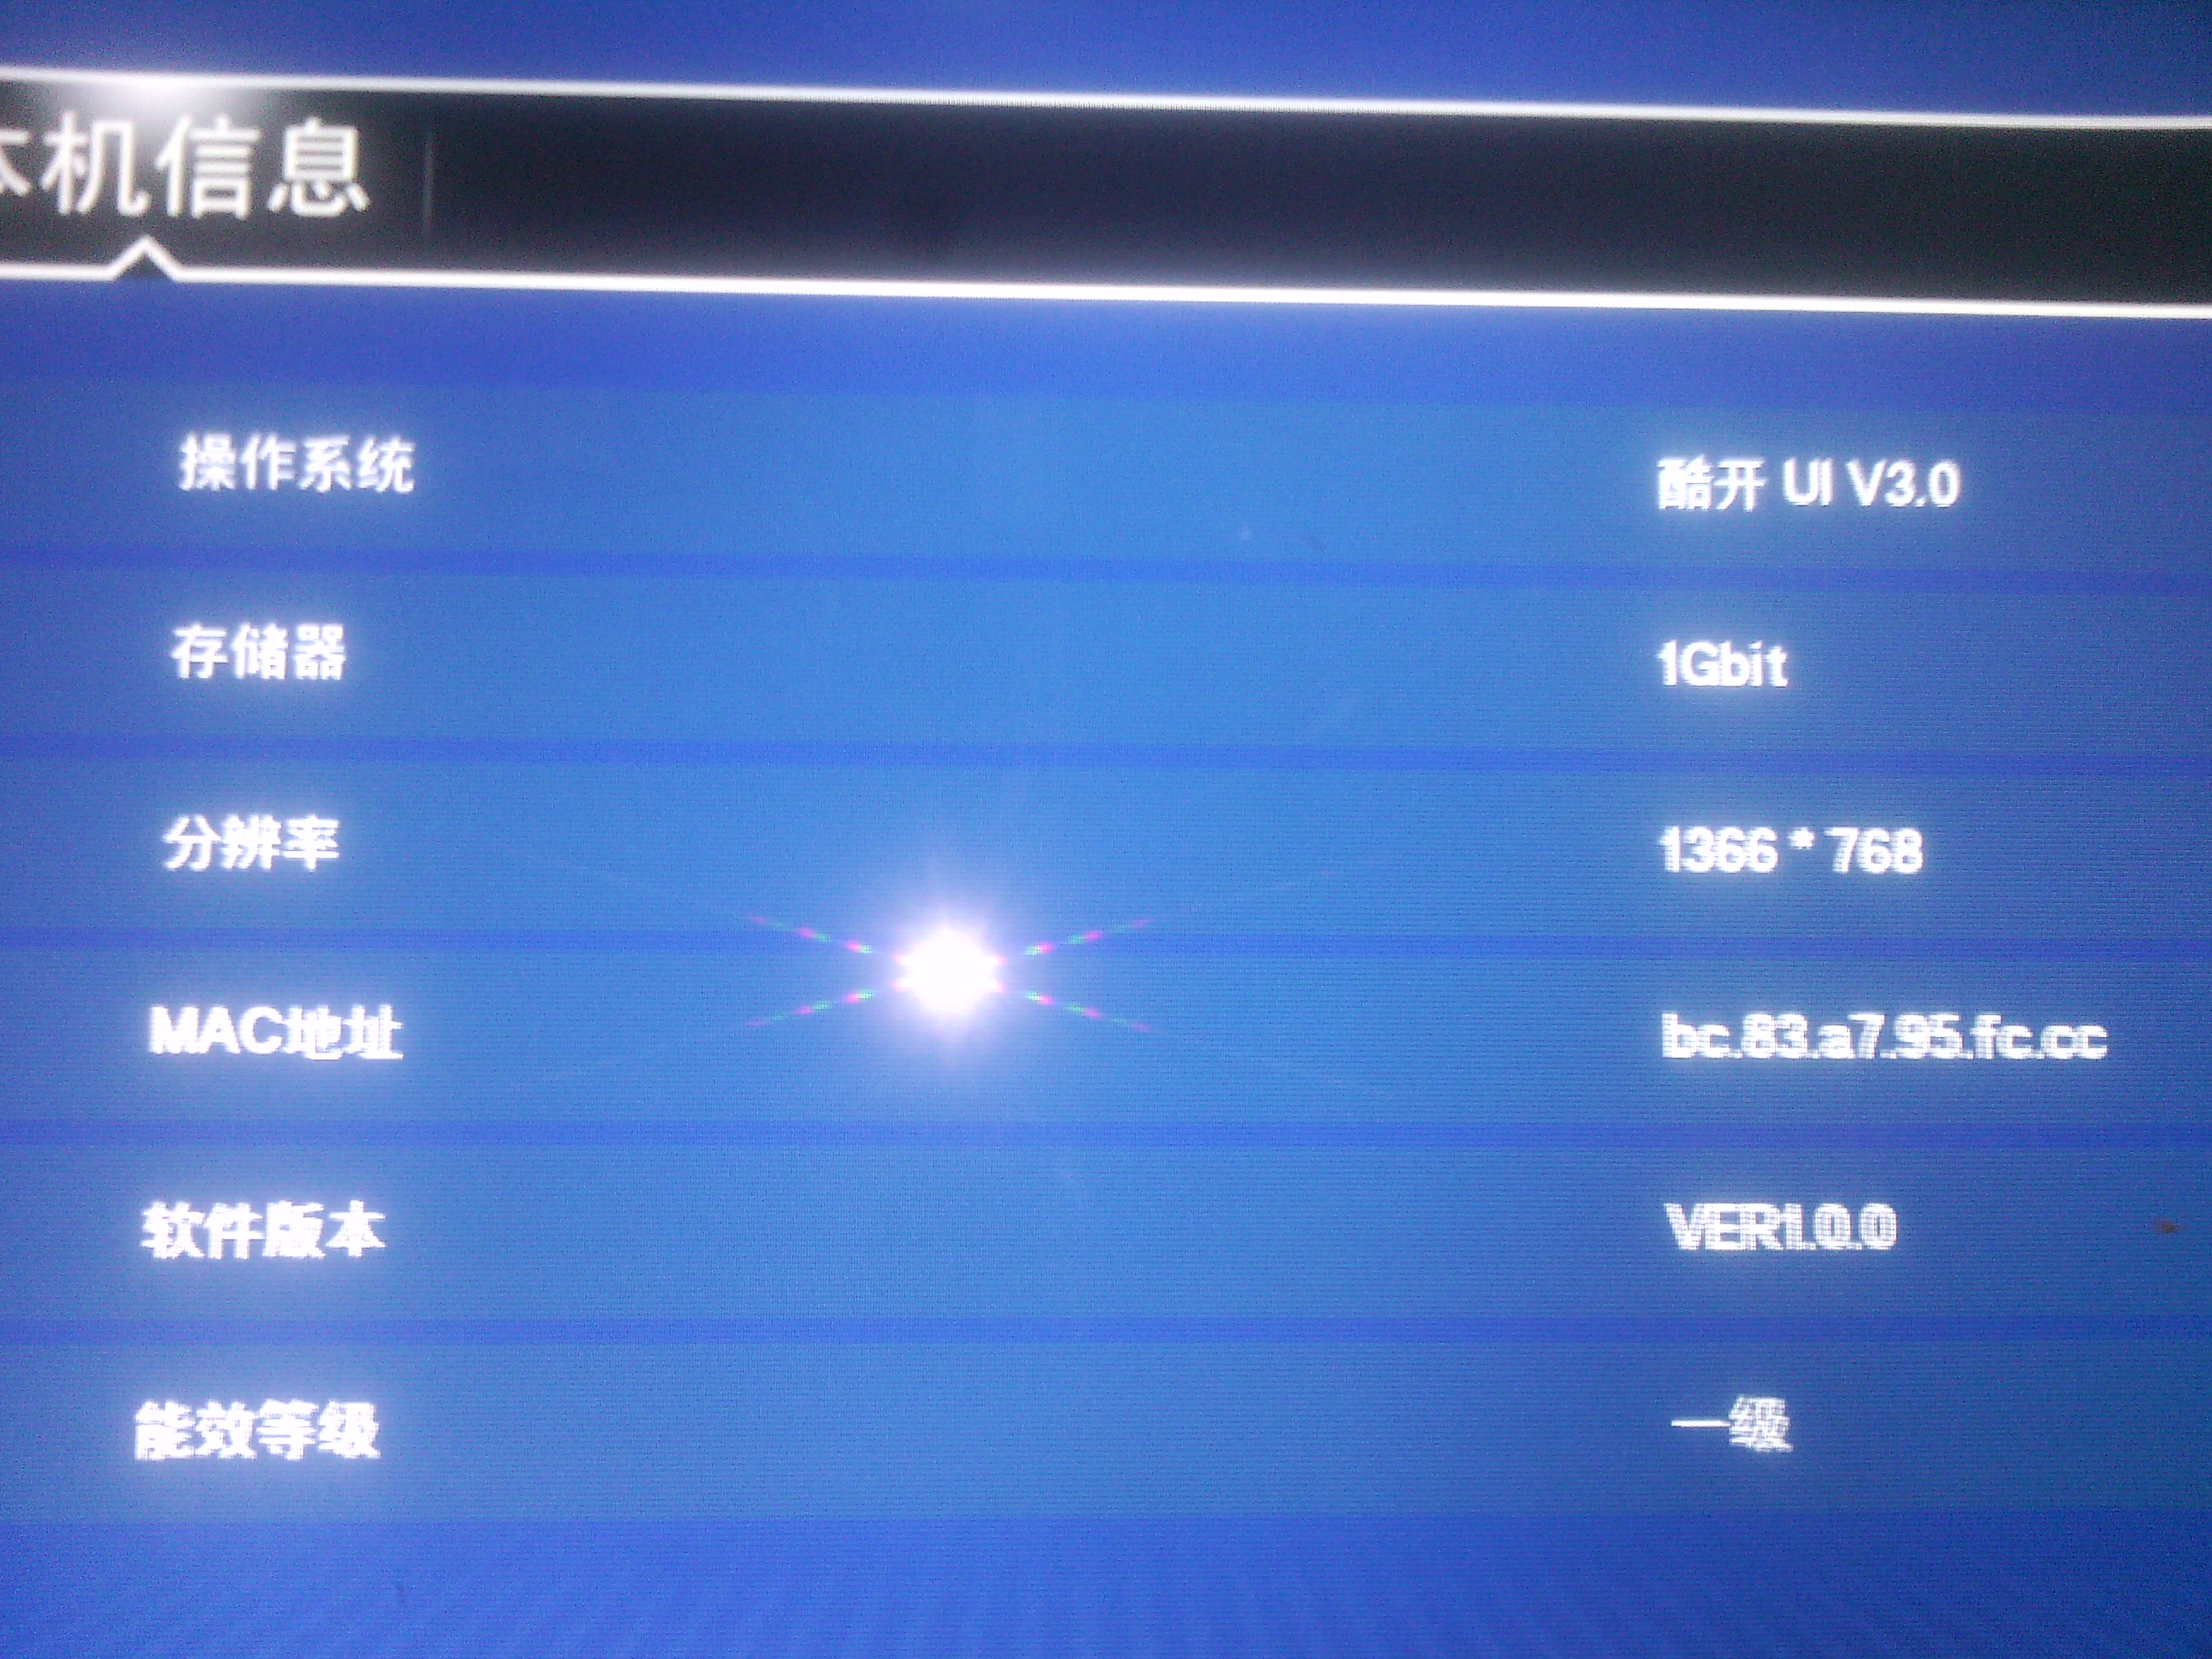 本机信息
操作系统 酷开 UI V3.0
存储器 1Gbit
分辨率 1366 * 768
MAC地址 bc.83.a7.95.fc.cc
软件版本 VER1.0.0
能效等级 一级